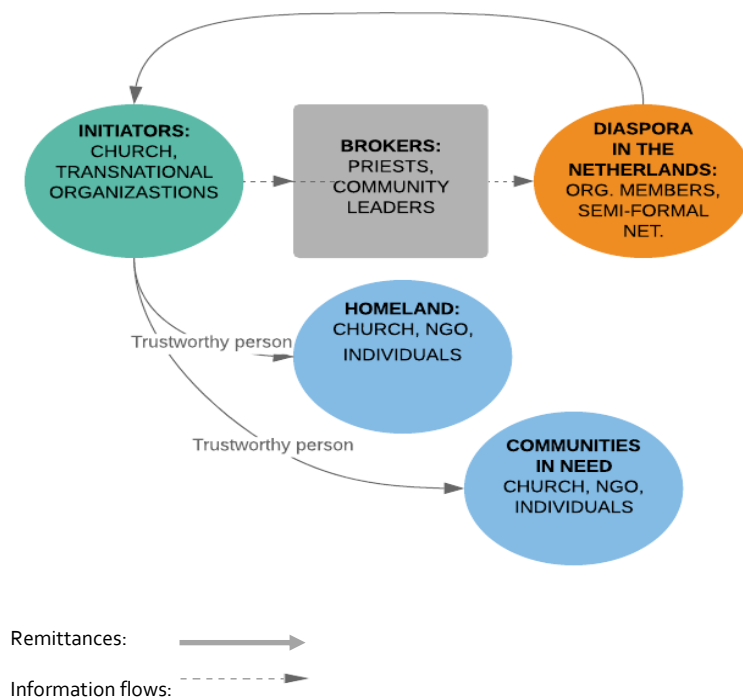 INITIATORS:
CHURCH,
TRANSNATIONAL
ORGANIZASTIONS
BROKERS:
PRIESTS,
COMMUNITY
LEADERS
DIASPORA
IN THE
NETHERLANDS:
ORG. MEMBERS,
SEMI-FORMAL
NET.
HOMELAND:
CHURCH, NGO,
INDIVIDUALS
Trustworthy person
Trustworthy person
COMMUNITIES
IN NEED
CHURCH, NGO,
INDIVIDUALS
Remittances:
Information flows: